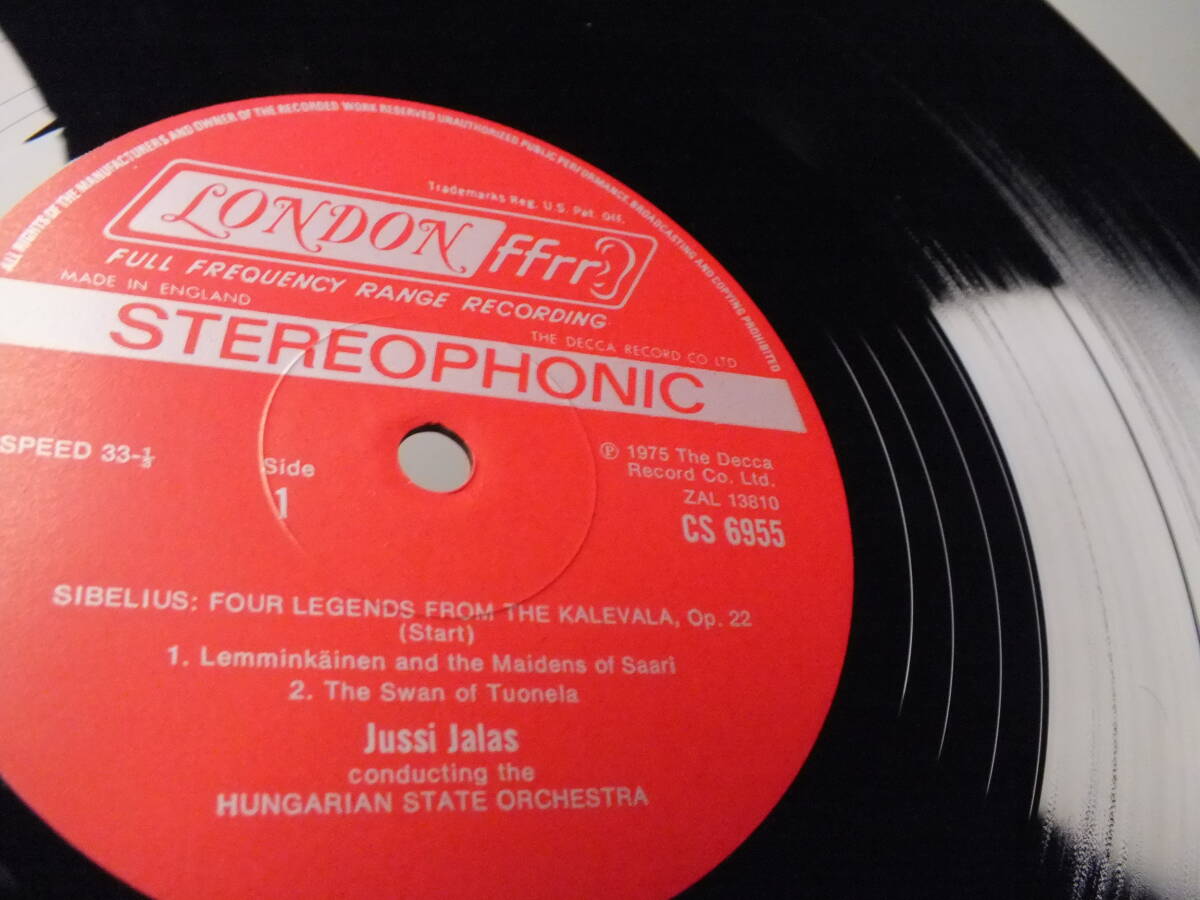 ALL RIGHTS OF THE MANUFACTURERS AND OWNER OF THE RECORDED WORK RESERVED UNAUTHORIZED PUBLIC PERFORMANCE, BROADCASTING AND COPYING PROHIBITED
Trademarks Reg. U.S. Pat. Off.
LONDON ffrr
FULL FREQUENCY RANGE RECORDING
MADE IN ENGLAND
THE DECCA RECORD CO LTD
STEREOPHONIC
SPEED 33-⅓
Side
1
℗ 1975 The Decca
Record Co. Ltd.
ZAL 13810
CS 6955
SIBELIUS: FOUR LEGENDS FROM THE KALEVALA, Op. 22
(Start)
1. Lemminkäinen and the Maidens of Saari
2. The Swan of Tuonela
Jussi Jalas
conducting the
HUNGARIAN STATE ORCHESTRA